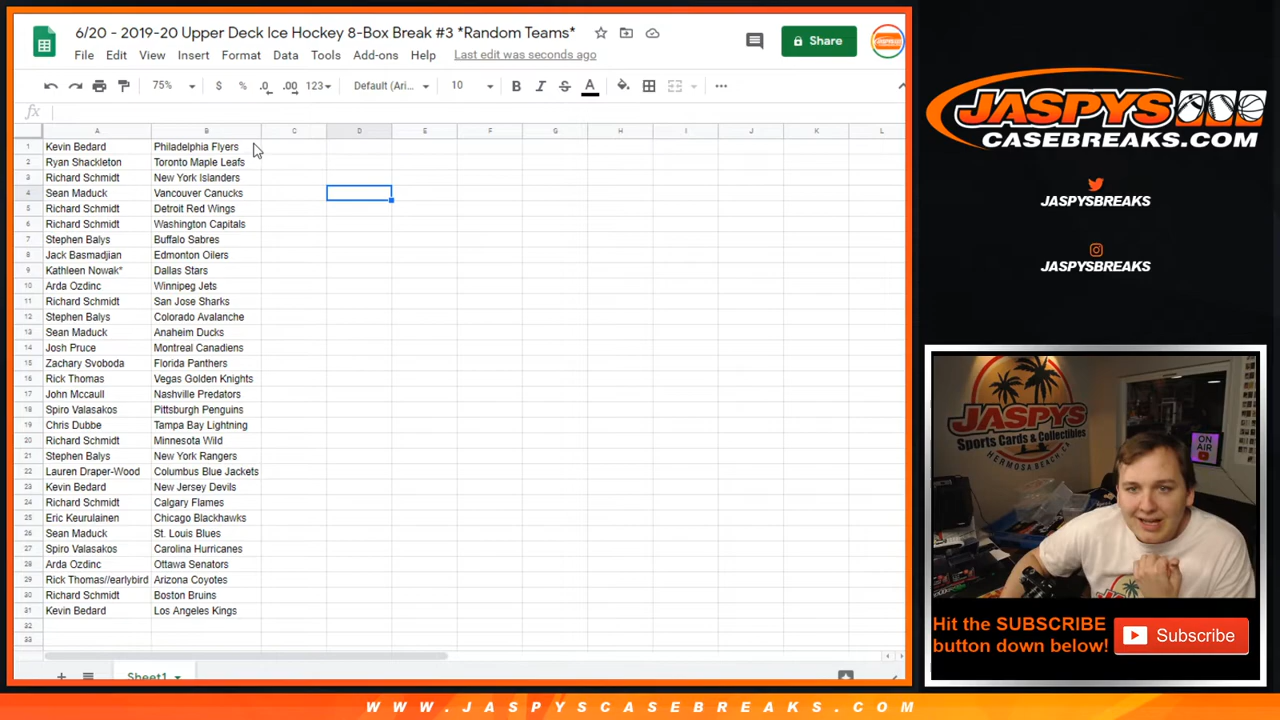 6/20 - 2019-20 Upper Deck Ice Hockey 8-Box Break #3 *Random Teams*
File Edit View Insert Format Data Tools Add-ons Help Last edit was seconds ago
Share
75% $ % .0 .00 123 Default (Ari... 10 B I S A
fx
A B C D E F G H I J K L
1 Kevin Bedard Philadelphia Flyers
2 Ryan Shackleton Toronto Maple Leafs
3 Richard Schmidt New York Islanders
4 Sean Maduck Vancouver Canucks
5 Richard Schmidt Detroit Red Wings
6 Richard Schmidt Washington Capitals
7 Stephen Balys Buffalo Sabres
8 Jack Basmadjian Edmonton Oilers
9 Kathleen Nowak* Dallas Stars
10 Arda Ozdinc Winnipeg Jets
11 Richard Schmidt San Jose Sharks
12 Stephen Balys Colorado Avalanche
13 Sean Maduck Anaheim Ducks
14 Josh Pruce Montreal Canadiens
15 Zachary Svoboda Florida Panthers
16 Rick Thomas Vegas Golden Knights
17 John Mccaull Nashville Predators
18 Spiro Valasakos Pittsburgh Penguins
19 Chris Dubbe Tampa Bay Lightning
20 Richard Schmidt Minnesota Wild
21 Stephen Balys New York Rangers
22 Lauren Draper-Wood Columbus Blue Jackets
23 Kevin Bedard New Jersey Devils
24 Richard Schmidt Calgary Flames
25 Eric Keurulainen Chicago Blackhawks
26 Sean Maduck St. Louis Blues
27 Spiro Valasakos Carolina Hurricanes
28 Arda Ozdinc Ottawa Senators
29 Rick Thomas//earlybird Arizona Coyotes
30 Richard Schmidt Boston Bruins
31 Kevin Bedard Los Angeles Kings
32
33
Sheet1
JASPYS
CASEBREAKS.COM
JASPYSBREAKS
JASPYSBREAKS
JASPYS
Sports Cards & Collectibles
HERMOSA BEACH, CA
ON AIR
JASPYS
Hit the SUBSCRIBE
button down below!
Subscribe
WWW.JASPYSCASEBREAKS.COM